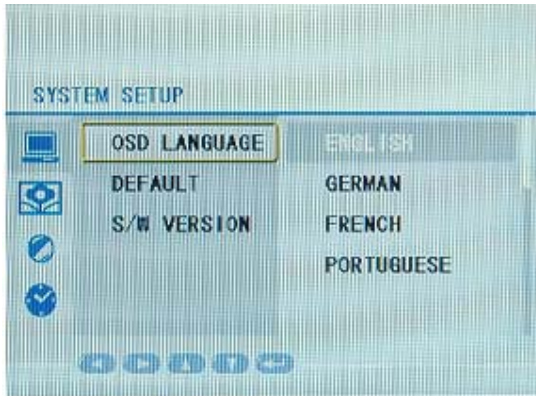 SYSTEM SETUP
OSD LANGUAGE
DEFAULT
S/W VERSION
ENGLISH
GERMAN
FRENCH
PORTUGUESE